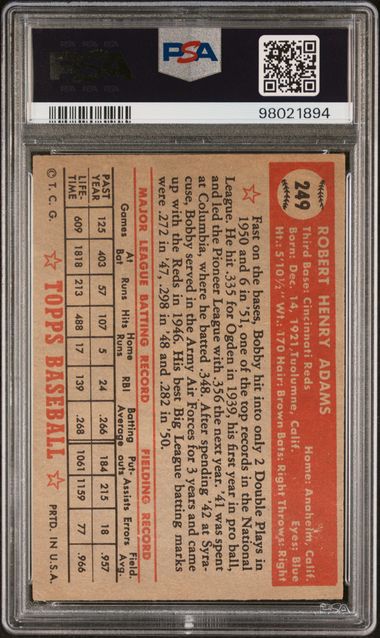 PSA
98021894
249
ROBERT HENRY ADAMS
Third Base: Cincinnati Reds Home: Anaheim, Calif.
Born: Dec. 14, 1921, Tuolumne, Calif. Eyes: Blue
Ht.: 5'10½" Wt.: 170 Hair: Brown Bats: Right Throws: Right
Fast on the bases, Bobby hit into only 2 Double Plays in
1950 and 6 in '51, one of the top records in the National
League. He hit .335 for Ogden in 1939, his first year in pro ball,
and led the Pioneer League with .356 the next year. '41 was spent
at Columbia, where he batted .348. After spending '42 at Syra-
cuse, Bobby served in the Army Air Forces for 3 years and came
up with the Reds in 1946. His best Big League batting marks
were .272 in '47, .298 in '48 and .282 in '50.
MAJOR LEAGUE BATTING RECORD FIELDING RECORD
Games At Bat Runs Hits Home Runs RBI Batting Average Put-outs Assists Errors Field. Avg.
PAST YEAR 125 403 57 107 5 24 .266 184 215 18 .957
LIFE-TIME 609 1818 213 488 17 139 .268 1061 1159 77 .966
© T. C. G. TOPPS BASEBALL PRTD. IN U.S.A.
PSA